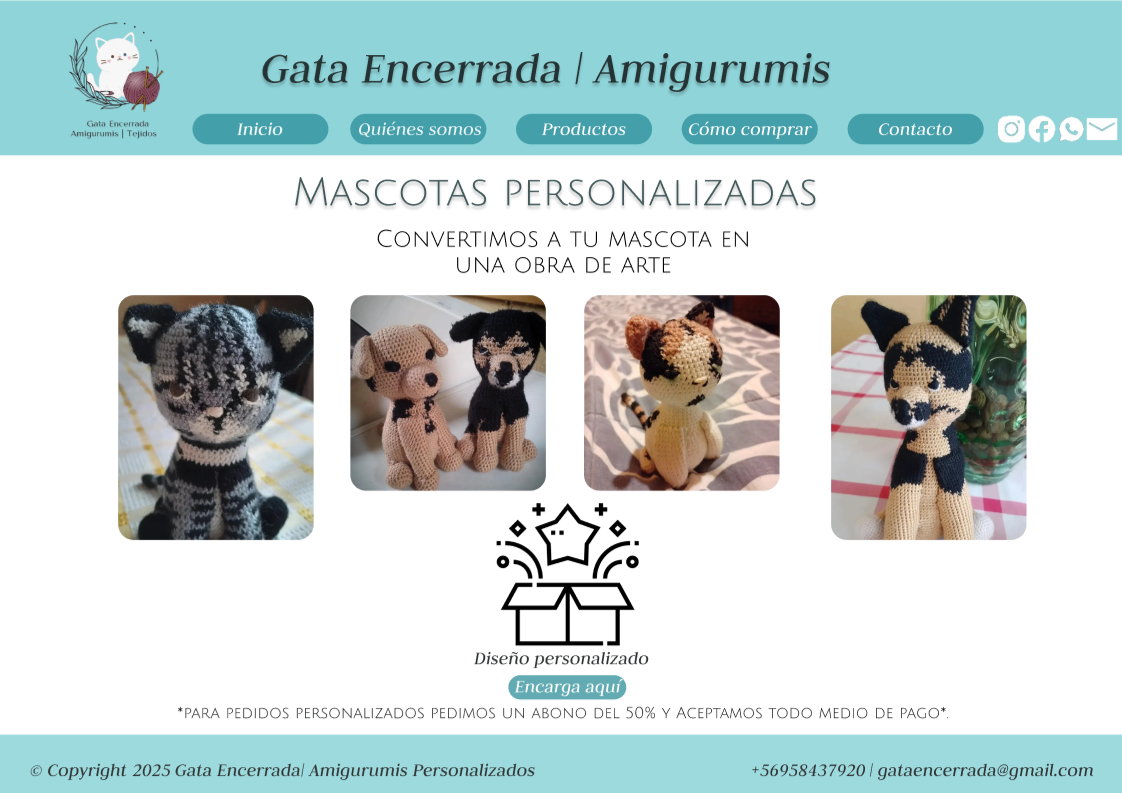 Gata Encerrada | Amigurumis
Gata Encerrada
Amigurumis | Tejidos
Inicio
Quiénes somos
Productos
Cómo comprar
Contacto
Mascotas personalizadas
Convertimos a tu mascota en
una obra de arte
Diseño personalizado
Encarga aquí
*para pedidos personalizados pedimos un abono del 50% y Aceptamos todo medio de pago*.
© Copyright 2025 Gata Encerrada| Amigurumis Personalizados
+56958437920 | gataencerrada@gmail.com